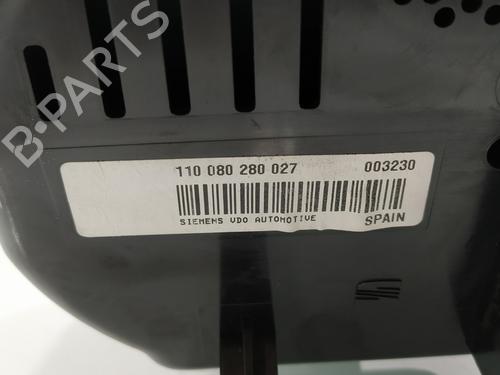 B-PARTS
110 080 280 027 003230
SIEMENS VDO AUTOMOTIVE SPAIN